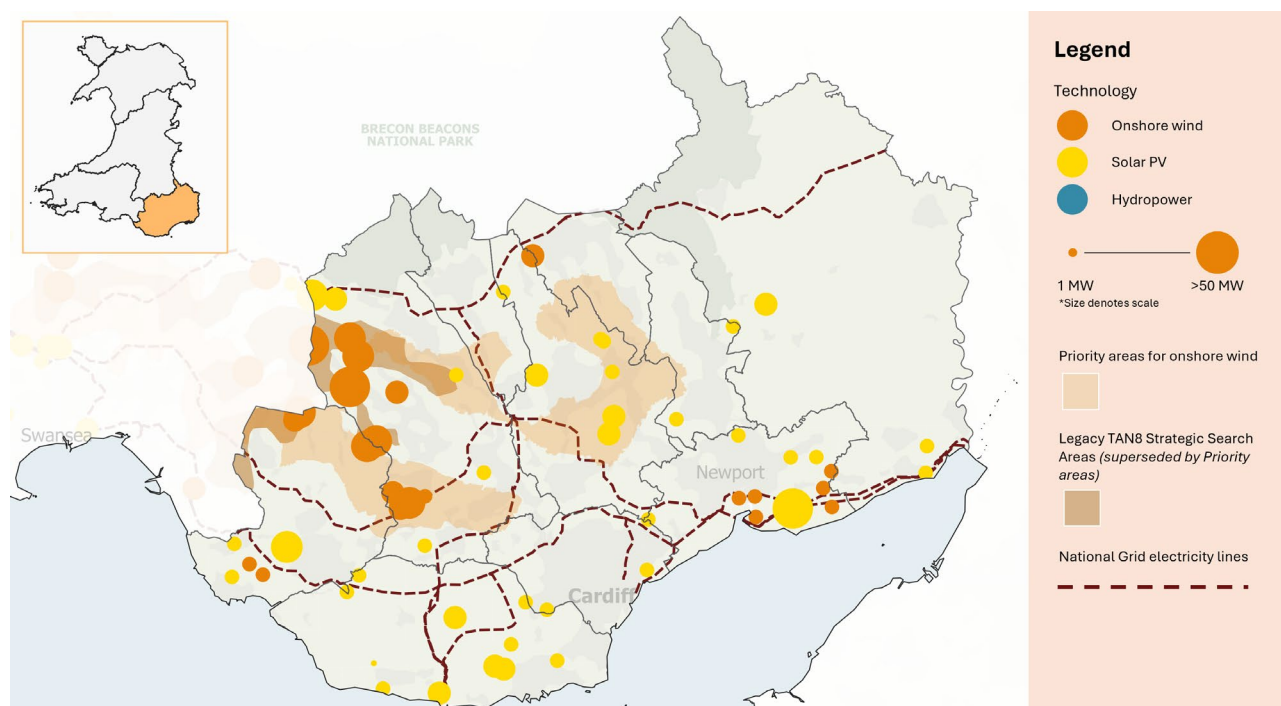 BRECON BEACONS
NATIONAL PARK
Swansea
Newport
Cardiff
Legend
Technology
Onshore wind
Solar PV
Hydropower
1 MW
>50 MW
*Size denotes scale
Priority areas for onshore wind
Legacy TAN8 Strategic Search
Areas (superseded by Priority
areas)
National Grid electricity lines